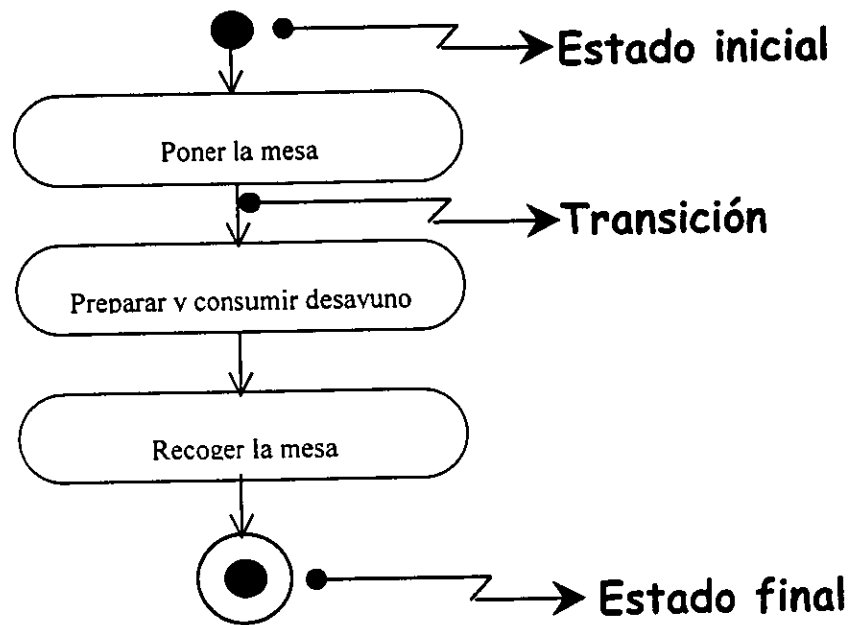 Estado inicial
Poner la mesa
Transición
Preparar y consumir desayuno
Recoger la mesa
Estado final